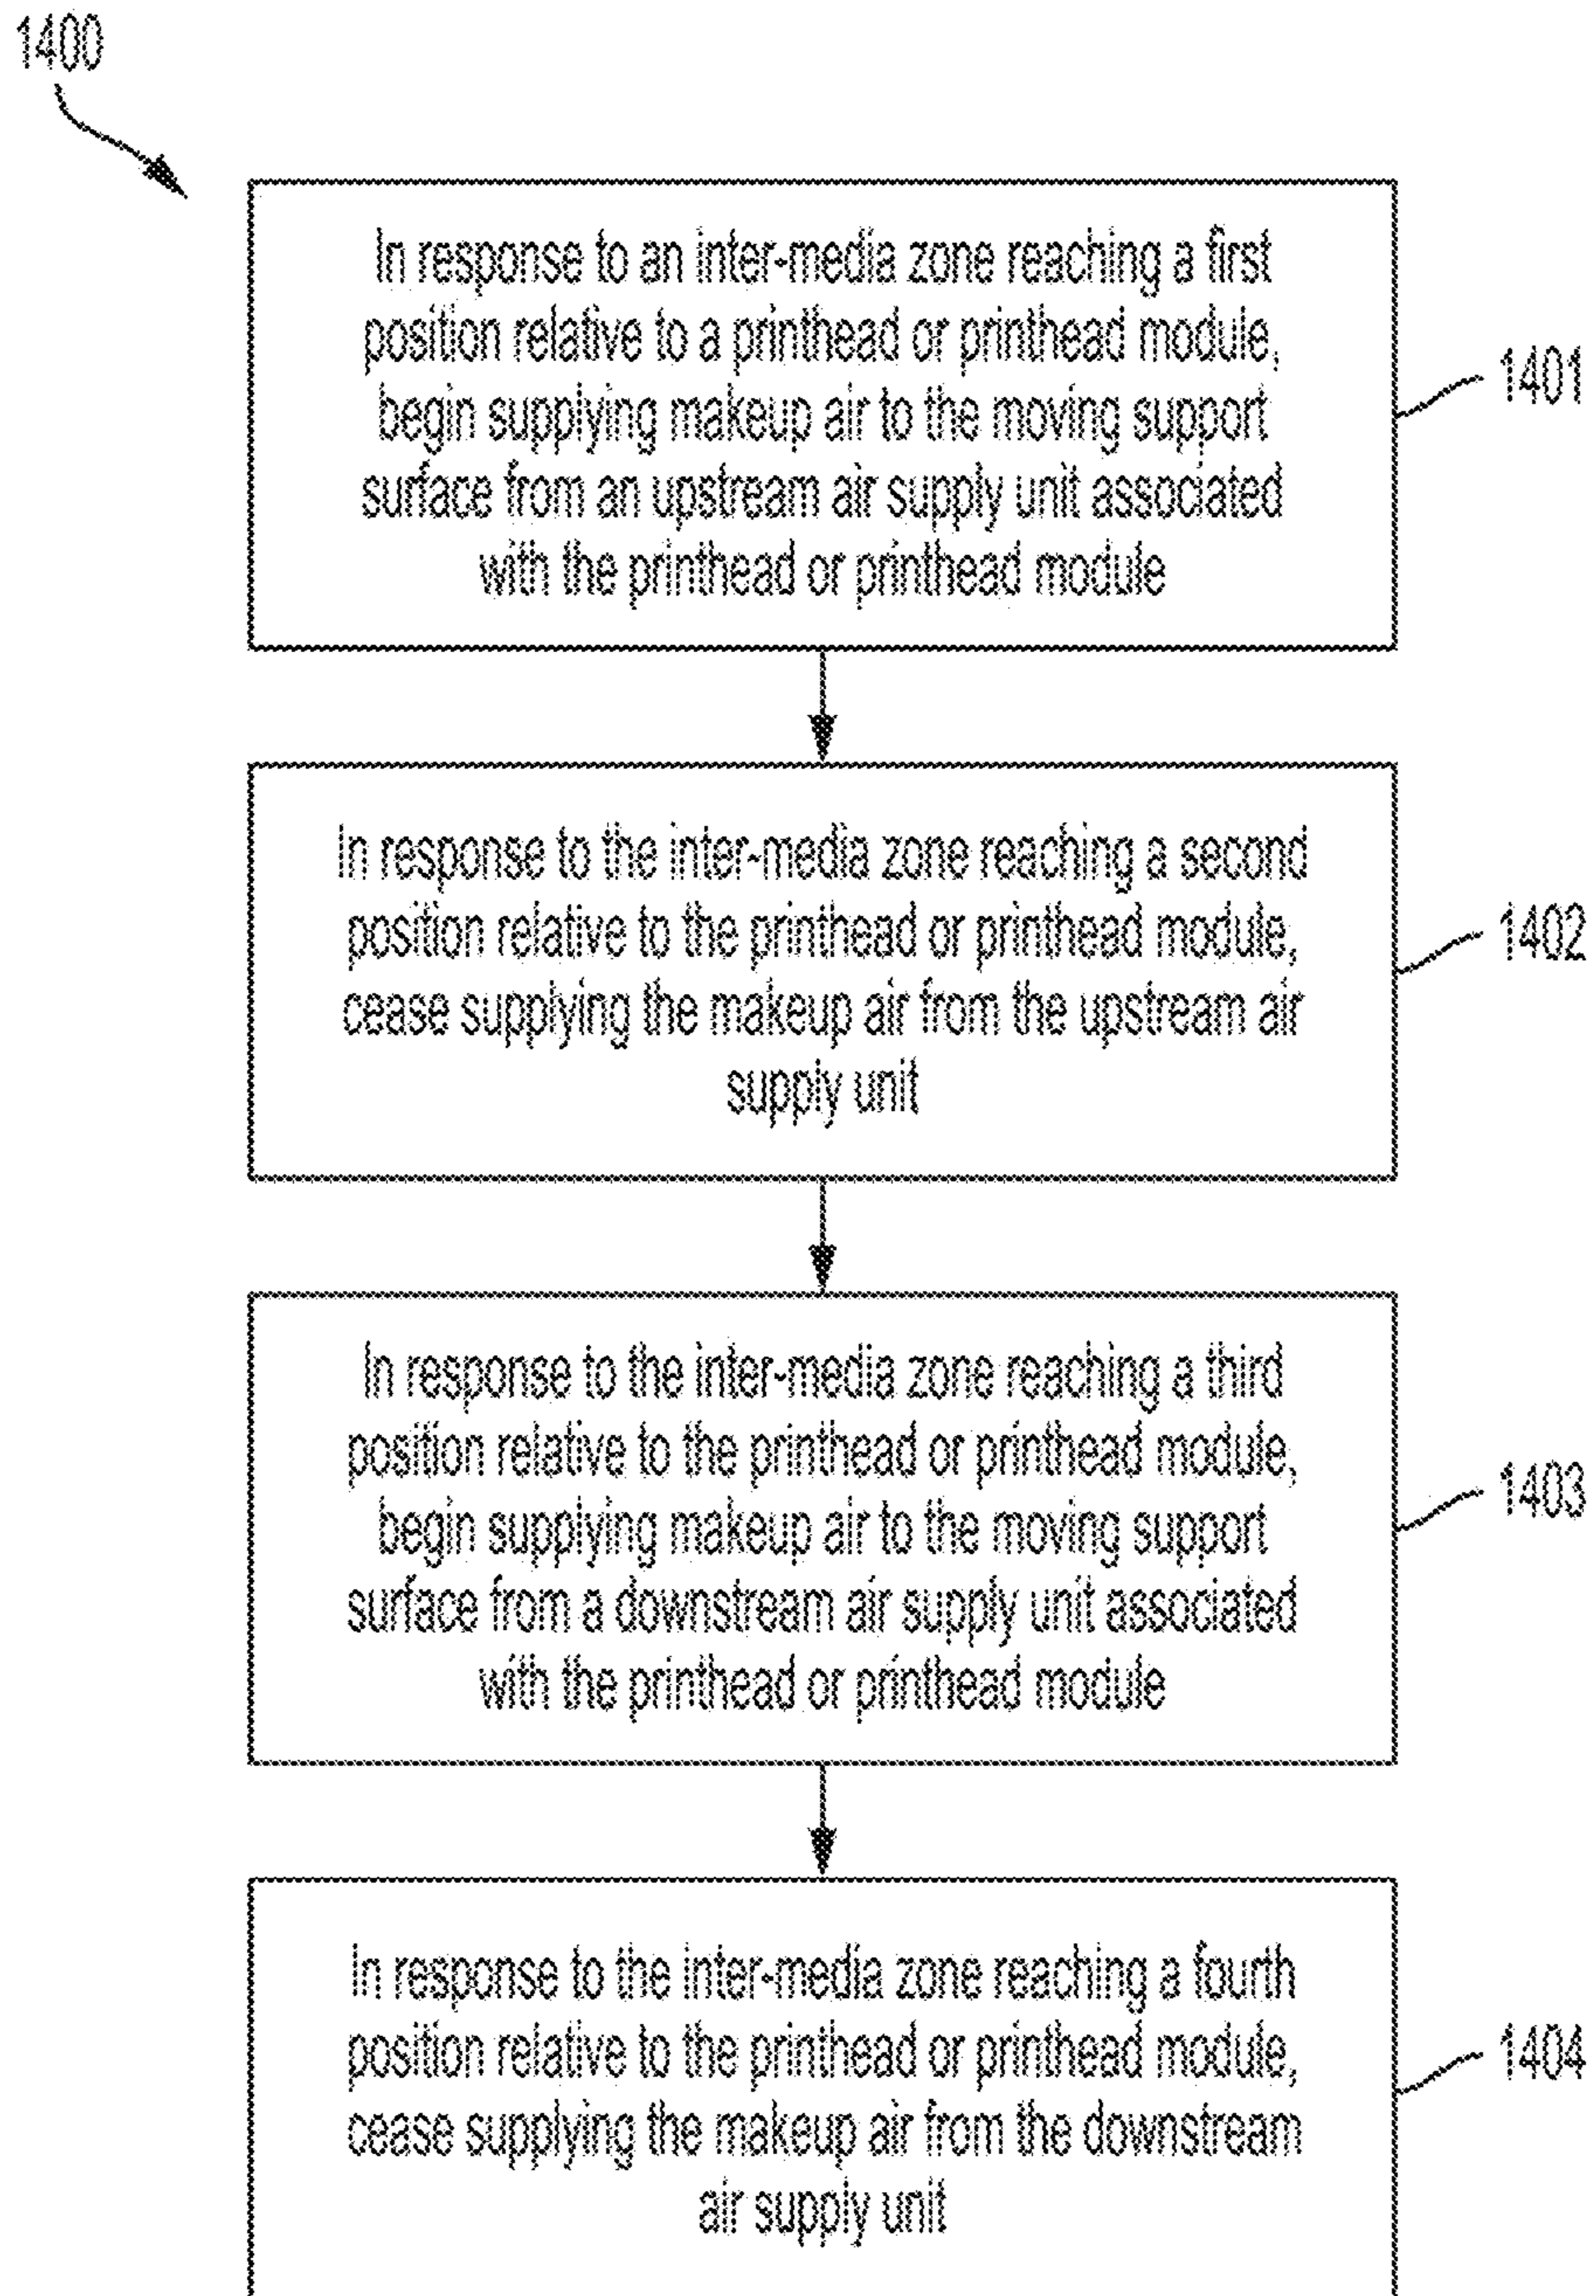 1400
In response to an inter-media zone reaching a first
position relative to a printhead or printhead module,
begin supplying makeup air to the moving support
surface from an upstream air supply unit associated
with the printhead or printhead module
1401
In response to the inter-media zone reaching a second
position relative to the printhead or printhead module,
cease supplying the makeup air from the upstream air
supply unit
1402
In response to the inter-media zone reaching a third
position relative to the printhead or printhead module,
begin supplying makeup air to the moving support
surface from a downstream air supply unit associated
with the printhead or printhead module
1403
In response to the inter-media zone reaching a fourth
position relative to the printhead or printhead module,
cease supplying the makeup air from the downstream
air supply unit
1404